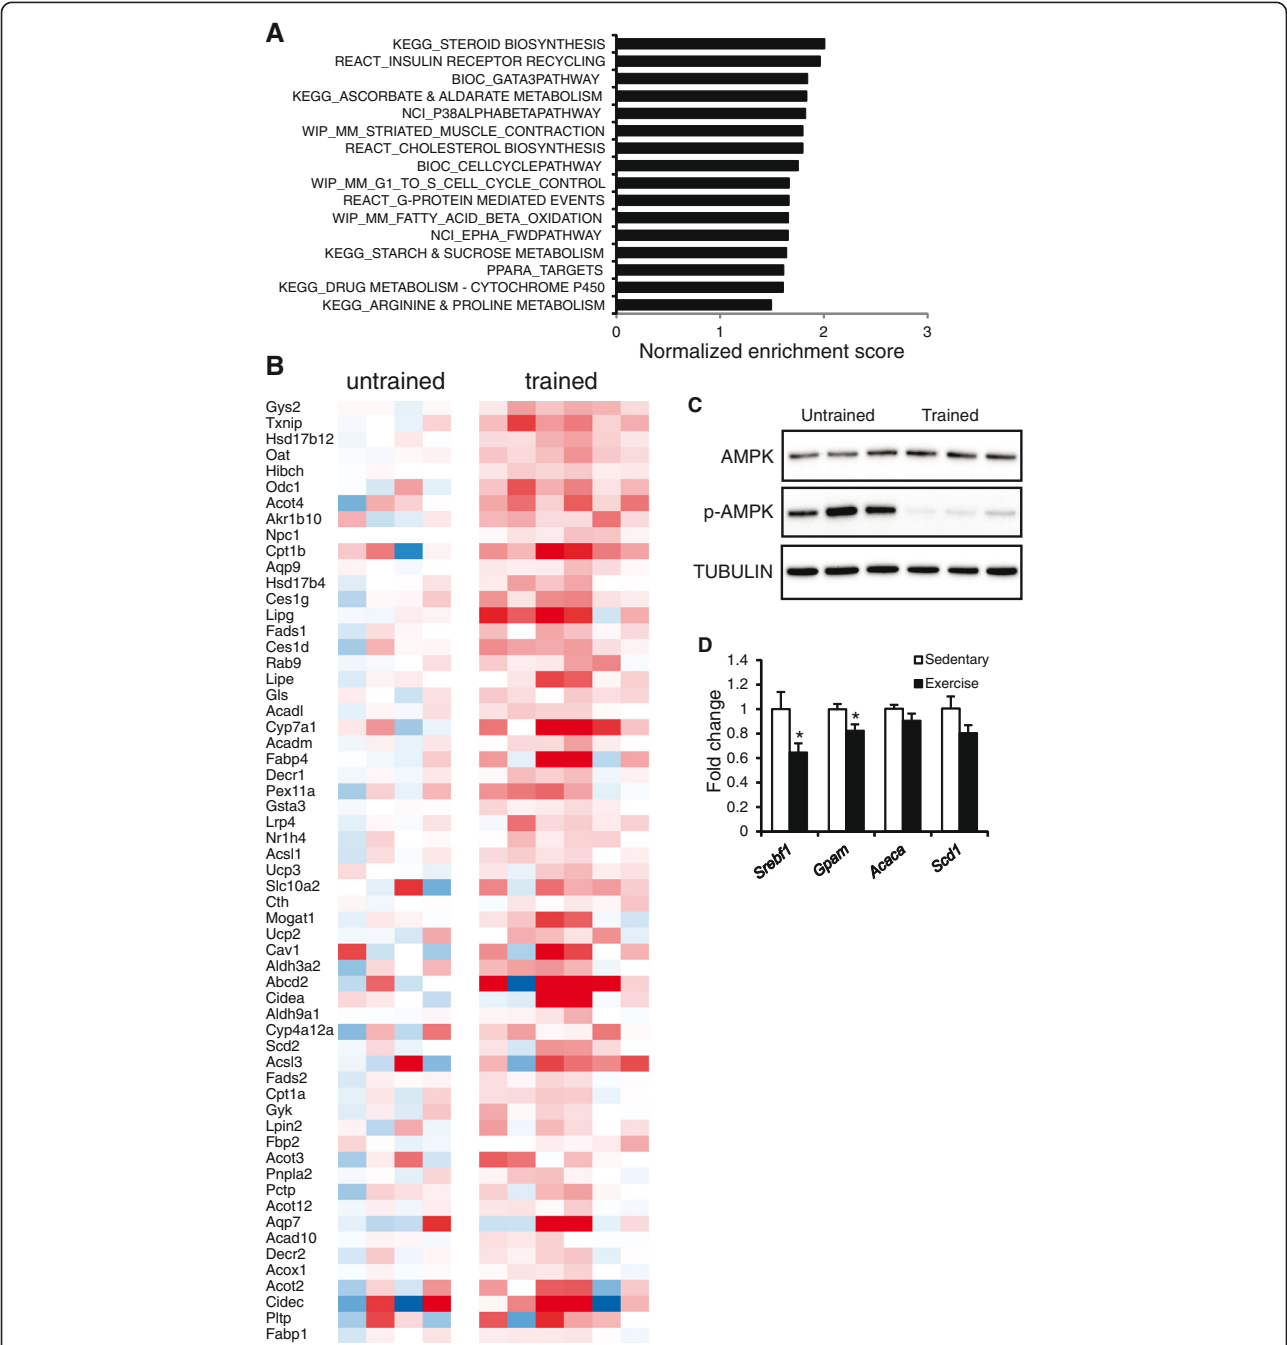 A
KEGG_STEROID BIOSYNTHESIS
REACT_INSULIN RECEPTOR RECYCLING
BIOC_GATA3PATHWAY
KEGG_ASCORBATE & ALDARATE METABOLISM
NCI_P38ALPHABETAPATHWAY
WIP_MM_STRIATED_MUSCLE_CONTRACTION
REACT_CHOLESTEROL BIOSYNTHESIS
BIOC_CELLCYCLEPATHWAY
WIP_MM_G1_TO_S_CELL_CYCLE_CONTROL
REACT_G-PROTEIN MEDIATED EVENTS
WIP_MM_FATTY_ACID_BETA_OXIDATION
NCI_EPHA_FWDPATHWAY
KEGG_STARCH & SUCROSE METABOLISM
PPARA_TARGETS
KEGG_DRUG METABOLISM - CYTOCHROME P450
KEGG_ARGININE & PROLINE METABOLISM
0 1 2 3
Normalized enrichment score
B
untrained trained
Gys2
Txnip
Hsd17b12
Oat
Hibch
Odc1
Acot4
Akr1b10
Npc1
Cpt1b
Aqp9
Hsd17b4
Ces1g
Lipg
Fads1
Ces1d
Rab9
Lipe
Gls
Acadl
Cyp7a1
Acadm
Fabp4
Decr1
Pex11a
Gsta3
Lrp4
Nr1h4
Acsl1
Ucp3
Slc10a2
Cth
Mogat1
Ucp2
Cav1
Aldh3a2
Abcd2
Cidea
Aldh9a1
Cyp4a12a
Scd2
Acsl3
Fads2
Cpt1a
Gyk
Lpin2
Fbp2
Acot3
Pnpla2
Pctp
Acot12
Aqp7
Acad10
Decr2
Acox1
Acot2
Cidec
Pltp
Fabp1
C
Untrained Trained
AMPK
p-AMPK
TUBULIN
D
Sedentary
Exercise
Fold change
1.4
1.2
1
0.8
0.6
0.4
0.2
0
*
*
Srebf1 Gpam Acaca Scd1